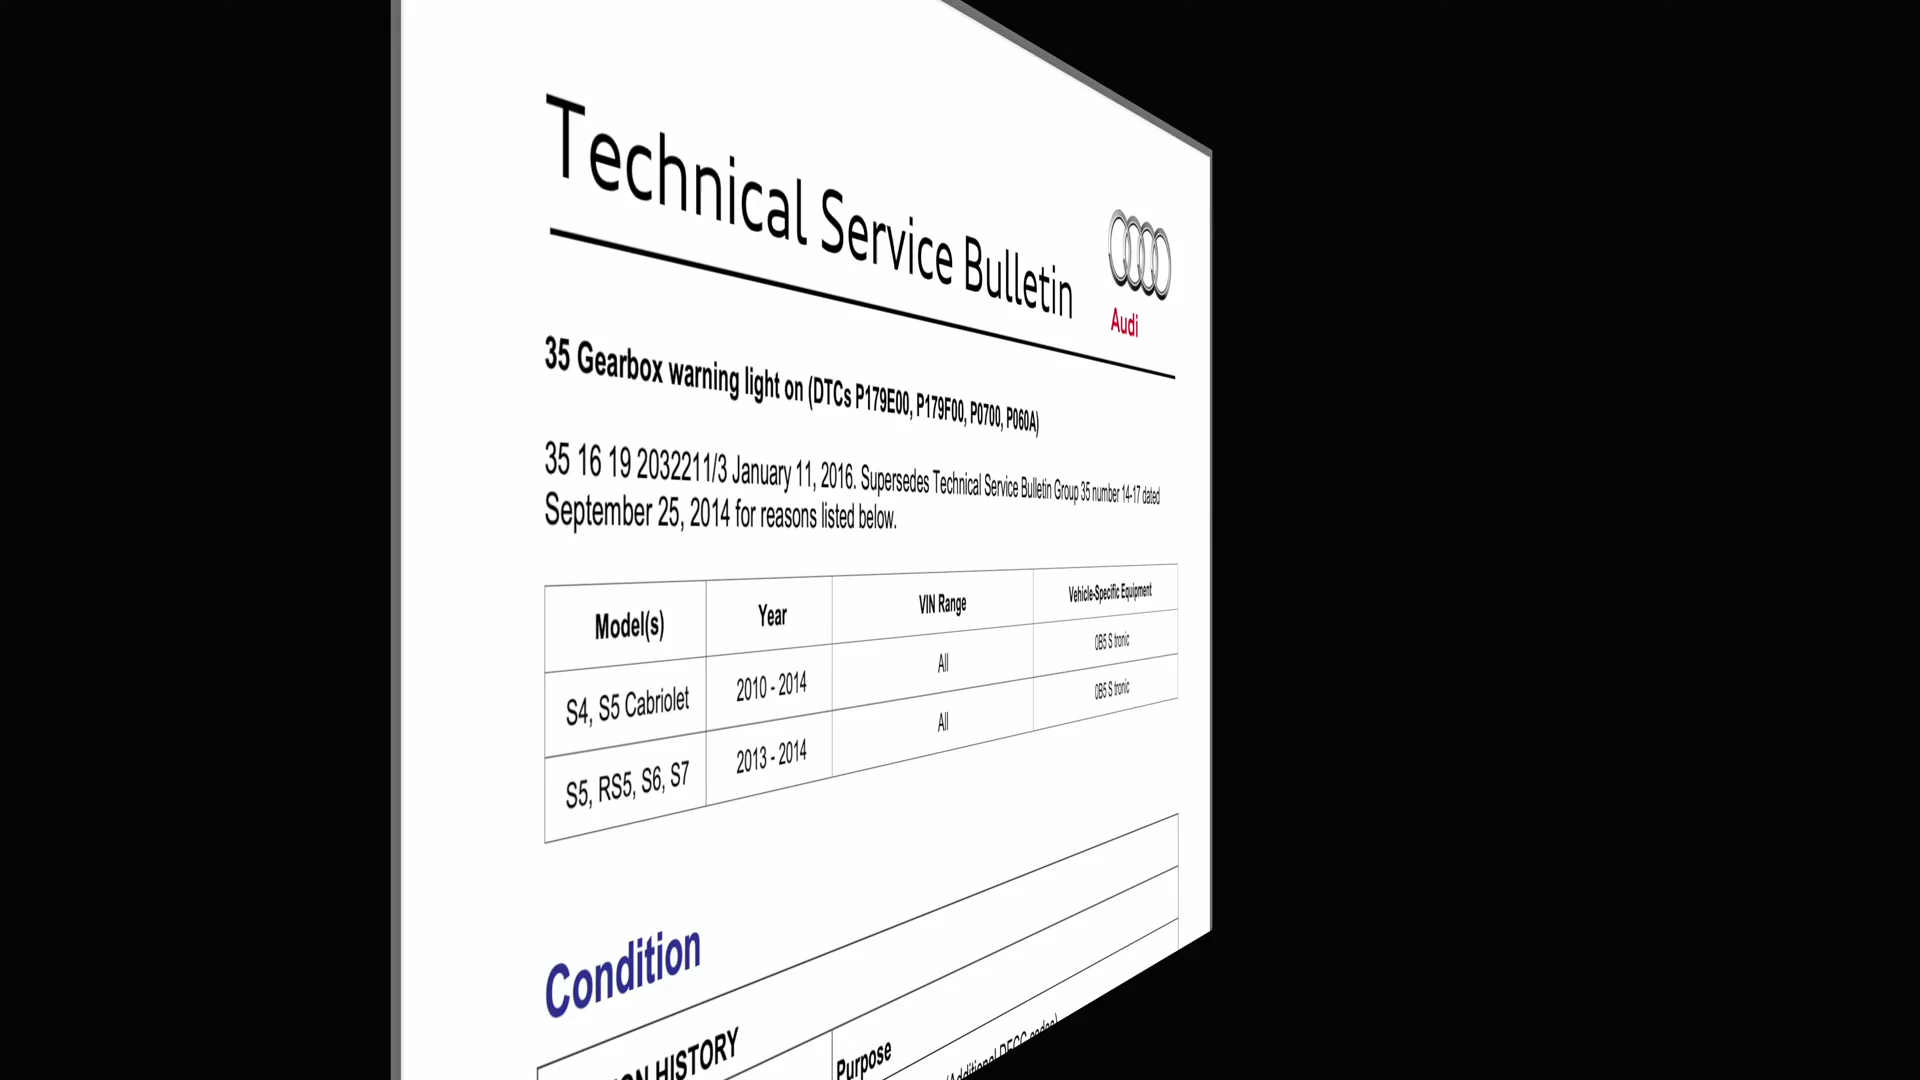 Technical Service Bulletin
Audi
35 Gearbox warning light on (DTCs P179E00, P179F00, P0700, P060A)
35 16 19 2032211/3 January 11, 2016. Supersedes Technical Service Bulletin Group 35 number 14-17 dated
September 25, 2014 for reasons listed below.
Model(s) Year VIN Range Vehicle-Specific Equipment
S4, S5 Cabriolet 2010 - 2014 All 0B5 S tronic
S5, RS5, S6, S7 2013 - 2014 All 0B5 S tronic
Condition
HISTORY
Purpose
codes)